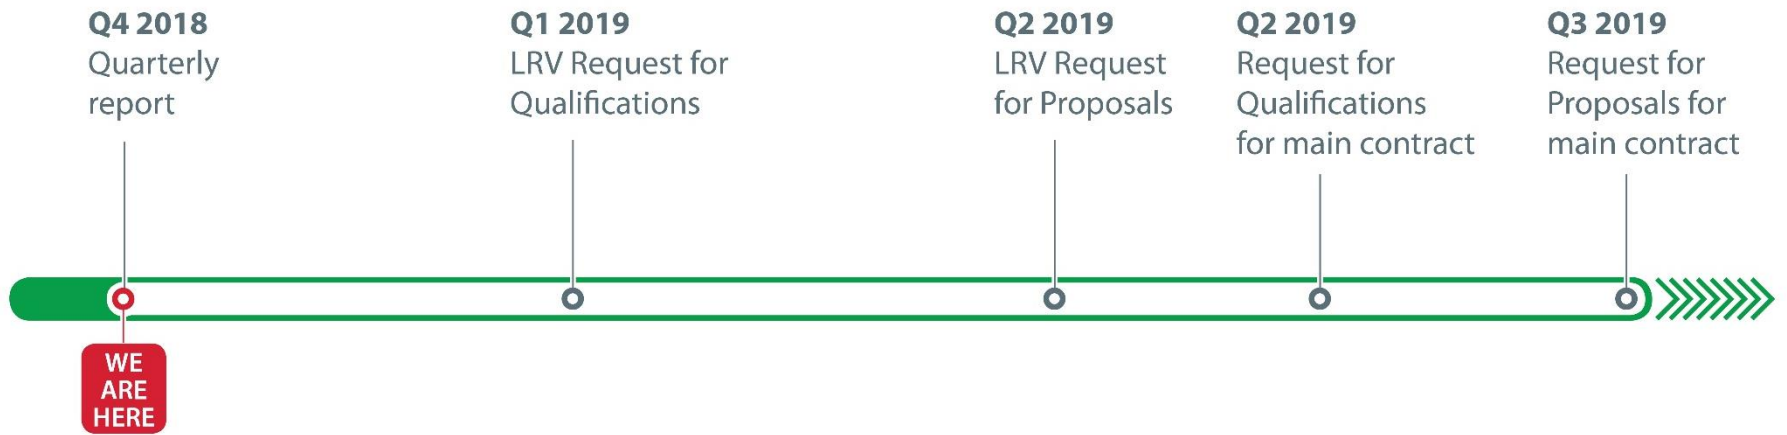 Q4 2018
Quarterly
report
Q1 2019
LRV Request for
Qualifications
Q2 2019
LRV Request
for Proposals
Q2 2019
Request for
Qualifications
for main contract
Q3 2019
Request for
Proposals for
main contract
WE
ARE
HERE